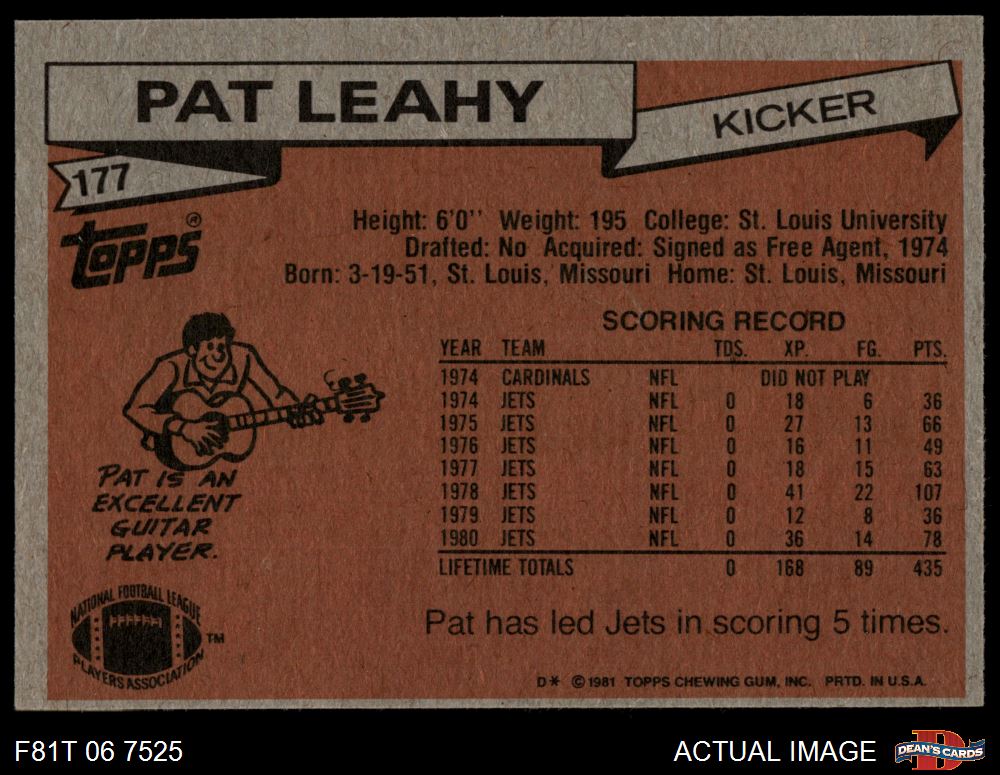 PAT LEAHY
KICKER
177
Topps®
Height: 6'0'' Weight: 195 College: St. Louis University
Drafted: No Acquired: Signed as Free Agent, 1974
Born: 3-19-51, St. Louis, Missouri Home: St. Louis, Missouri
SCORING RECORD
YEAR TEAM TDS. XP. FG. PTS.
1974 CARDINALS NFL DID NOT PLAY
1974 JETS NFL 0 18 6 36
1975 JETS NFL 0 27 13 66
1976 JETS NFL 0 16 11 49
1977 JETS NFL 0 18 15 63
1978 JETS NFL 0 41 22 107
1979 JETS NFL 0 12 8 36
1980 JETS NFL 0 36 14 78
LIFETIME TOTALS 0 168 89 435
PAT IS AN
EXCELLENT
GUITAR
PLAYER.
NATIONAL FOOTBALL LEAGUE
PLAYERS ASSOCIATION
TM
Pat has led Jets in scoring 5 times.
D* © 1981 TOPPS CHEWING GUM, INC. PRTD. IN U.S.A.
F81T 06 7525
ACTUAL IMAGE
D
DEAN'S CARDS